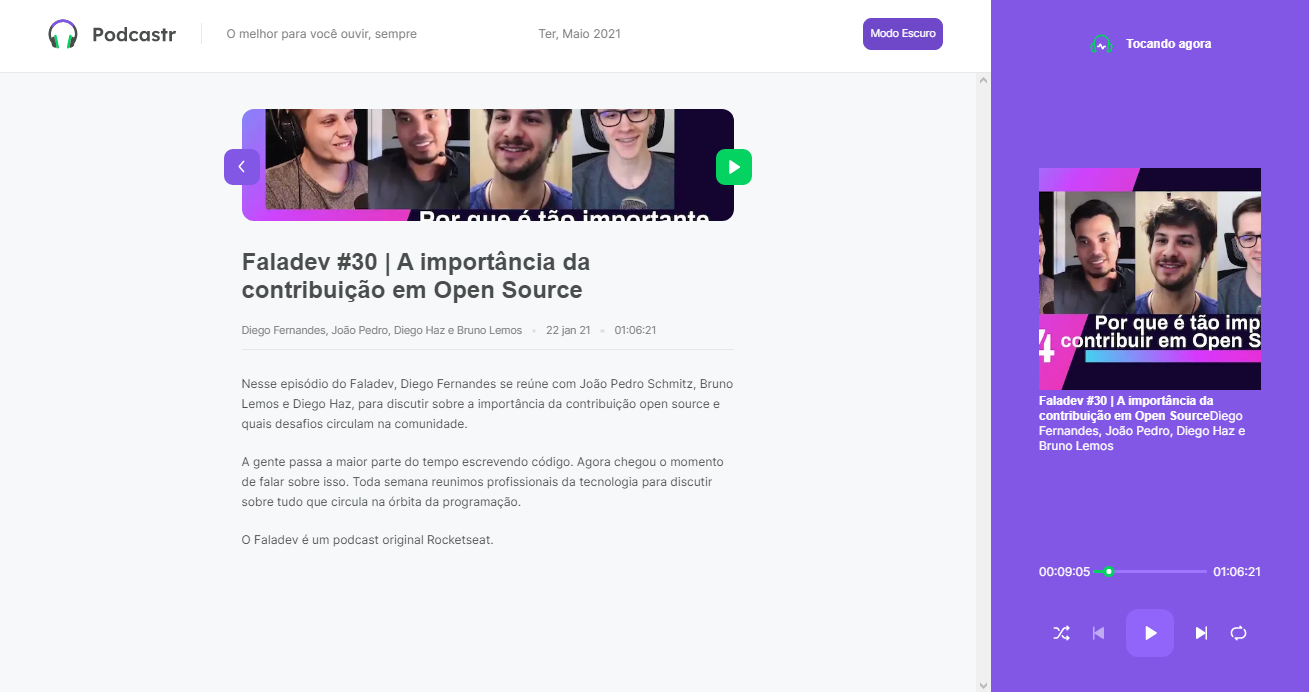 Podcastr
O melhor para você ouvir, sempre
Ter, Maio 2021
Modo Escuro
Por que é tão importante
Faladev #30 | A importância da
contribuição em Open Source
Diego Fernandes, João Pedro, Diego Haz e Bruno Lemos
22 jan 21
01:06:21
Nesse episódio do Faladev, Diego Fernandes se reúne com João Pedro Schmitz, Bruno
Lemos e Diego Haz, para discutir sobre a importância da contribuição open source e
quais desafios circulam na comunidade.
A gente passa a maior parte do tempo escrevendo código. Agora chegou o momento
de falar sobre isso. Toda semana reunimos profissionais da tecnologia para discutir
sobre tudo que circula na órbita da programação.
O Faladev é um podcast original Rocketseat.
Tocando agora
Por que é tão imp
4
contribuir em Open S
Faladev #30 | A importância da
contribuição em Open SourceDiego
Fernandes, João Pedro, Diego Haz e
Bruno Lemos
00:09:05
01:06:21